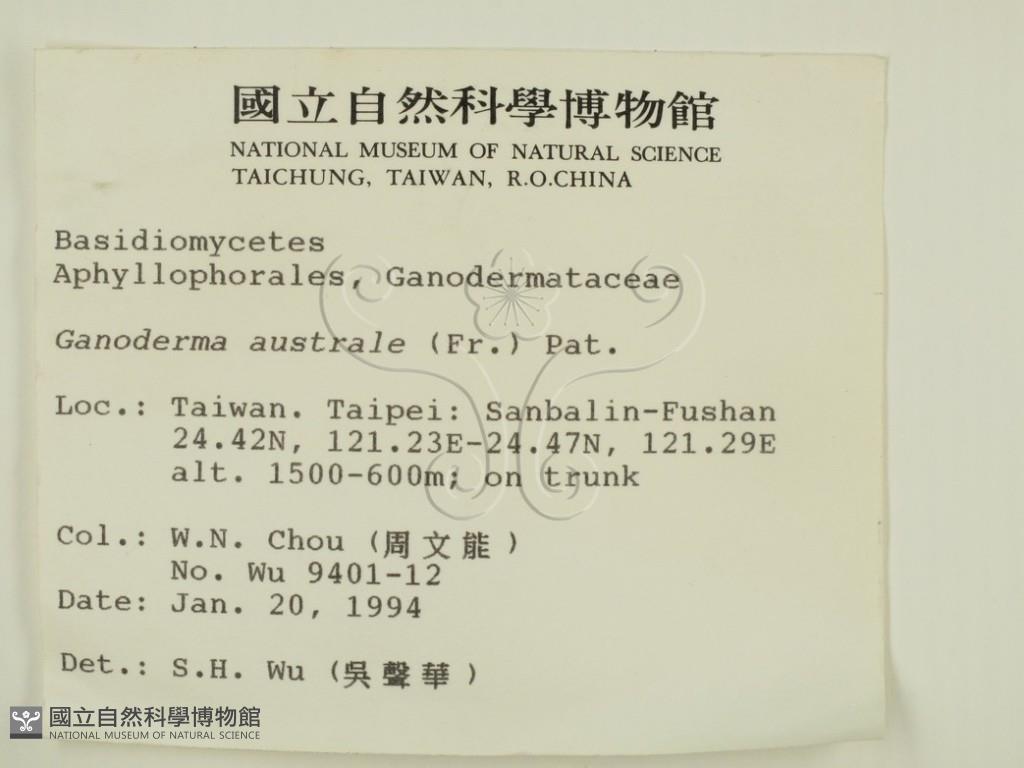 國立自然科學博物館
NATIONAL MUSEUM OF NATURAL SCIENCE
TAICHUNG, TAIWAN, R.O.CHINA
Basidiomycetes
Aphyllophorales, Ganodermataceae
Ganoderma australe (Fr.) Pat.
Loc.: Taiwan. Taipei: Sanbalin-Fushan
24.42N, 121.23E-24.47N, 121.29E
alt. 1500-600m; on trunk
Col.: W.N. Chou (周文能)
No. Wu 9401-12
Date: Jan. 20, 1994
Det.: S.H. Wu (吳聲華)
國立自然科學博物館
NATIONAL MUSEUM OF NATURAL SCIENCE